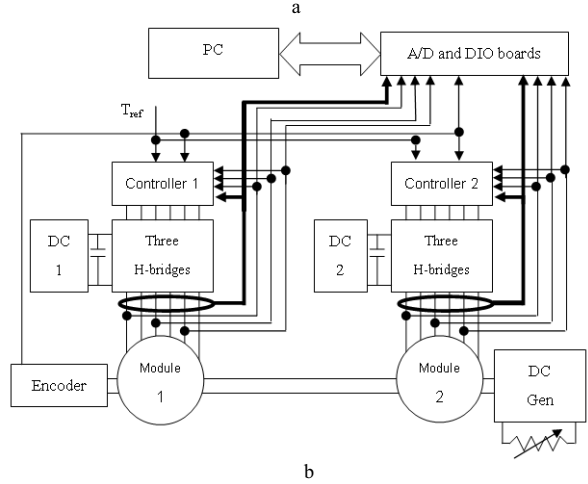 a
PC
A/D and DIO boards
Tref
Controller 1
Controller 2
DC
1
Three
H-bridges
DC
2
Three
H-bridges
Encoder
Module
1
Module
2
DC
Gen
b